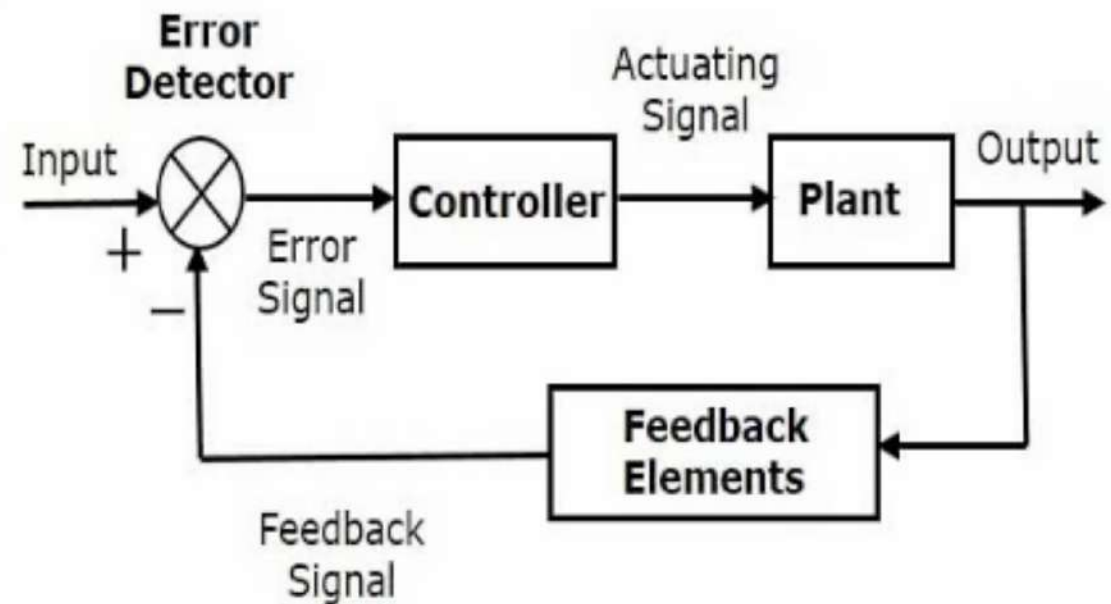 Error
Detector
Input
+
−
Error
Signal
Controller
Actuating
Signal
Plant
Output
Feedback
Elements
Feedback
Signal